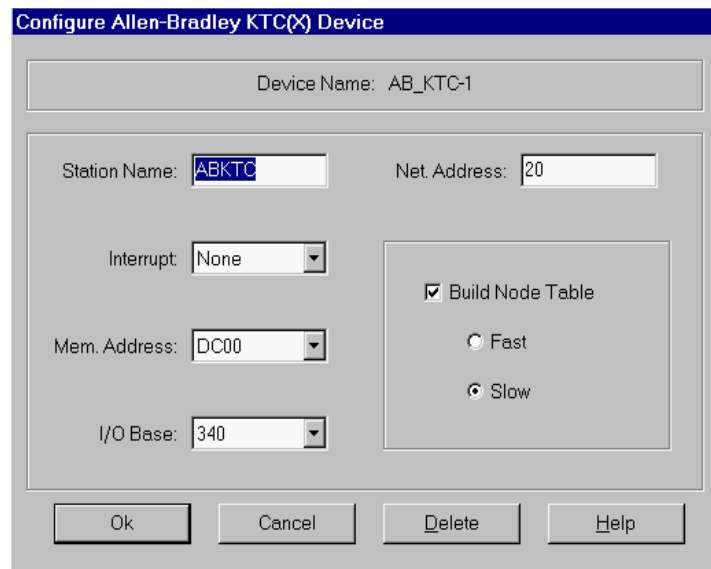 Configure Allen-Bradley KTC(X) Device
Device Name: AB_KTC-1
Station Name: ABKTC Net. Address: 20
Interrupt: None
Build Node Table
Mem. Address: DC00
Fast
Slow
I/O Base: 340
Ok Cancel Delete Help